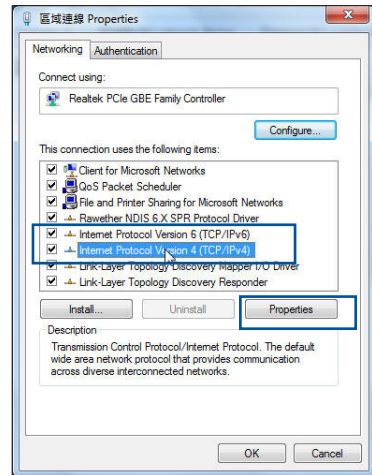 區域連線 Properties
Networking Authentication
Connect using:
Realtek PCIe GBE Family Controller
Configure...
This connection uses the following items:
Client for Microsoft Networks
QoS Packet Scheduler
File and Printer Sharing for Microsoft Networks
Rawether NDIS 6.X SPR Protocol Driver
Internet Protocol Version 6 (TCP/IPv6)
Internet Protocol Version 4 (TCP/IPv4)
Link-Layer Topology Discovery Mapper I/O Driver
Link-Layer Topology Discovery Responder
Install... Uninstall Properties
Description
Transmission Control Protocol/Internet Protocol. The default
wide area network protocol that provides communication
across diverse interconnected networks.
OK Cancel